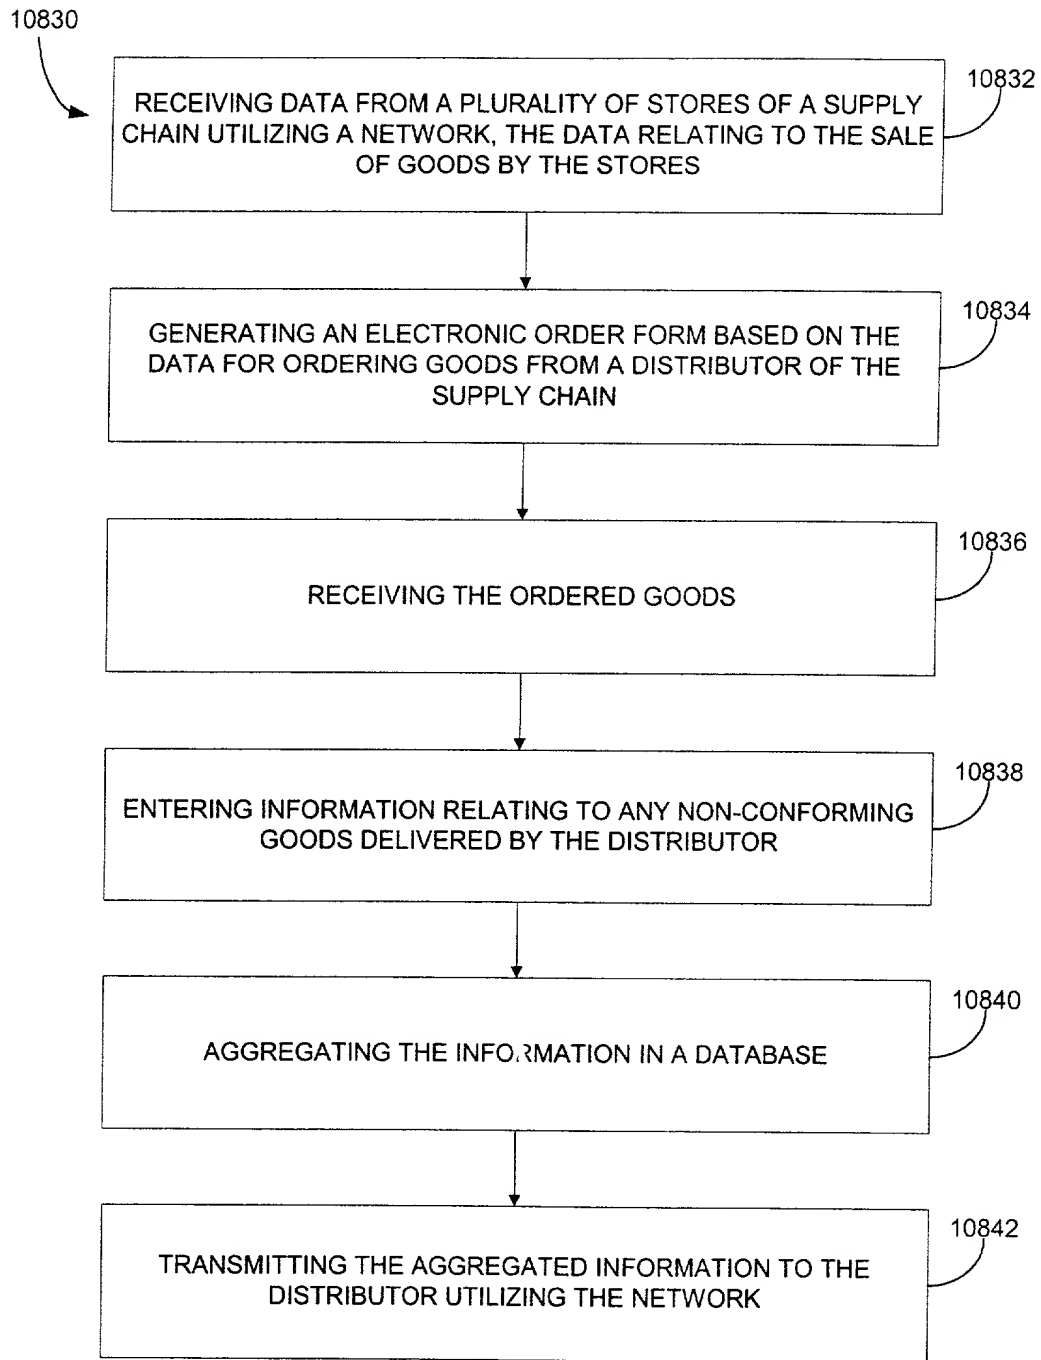 10830
10832
RECEIVING DATA FROM A PLURALITY OF STORES OF A SUPPLY
CHAIN UTILIZING A NETWORK, THE DATA RELATING TO THE SALE
OF GOODS BY THE STORES
10834
GENERATING AN ELECTRONIC ORDER FORM BASED ON THE
DATA FOR ORDERING GOODS FROM A DISTRIBUTOR OF THE
SUPPLY CHAIN
10836
RECEIVING THE ORDERED GOODS
10838
ENTERING INFORMATION RELATING TO ANY NON-CONFORMING
GOODS DELIVERED BY THE DISTRIBUTOR
10840
AGGREGATING THE INFORMATION IN A DATABASE
10842
TRANSMITTING THE AGGREGATED INFORMATION TO THE
DISTRIBUTOR UTILIZING THE NETWORK